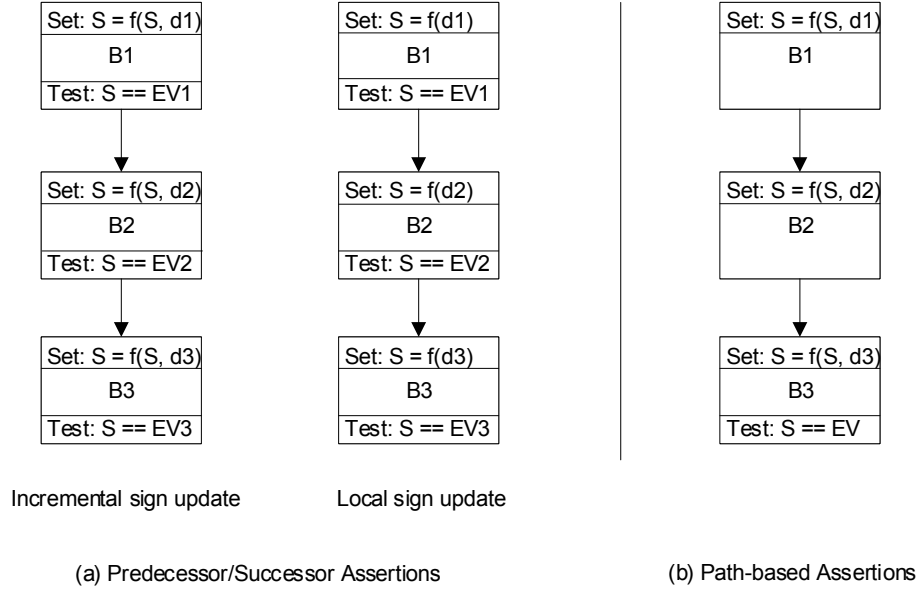 Set: S = f(S, d1)
B1
Test: S == EV1
Set: S = f(S, d2)
B2
Test: S == EV2
Set: S = f(S, d3)
B3
Test: S == EV3
Incremental sign update
Set: S = f(d1)
B1
Test: S == EV1
Set: S = f(d2)
B2
Test: S == EV2
Set: S = f(d3)
B3
Test: S == EV3
Local sign update
(a) Predecessor/Successor Assertions
Set: S = f(S, d1)
B1
Set: S = f(S, d2)
B2
Set: S = f(S, d3)
B3
Test: S == EV
(b) Path-based Assertions